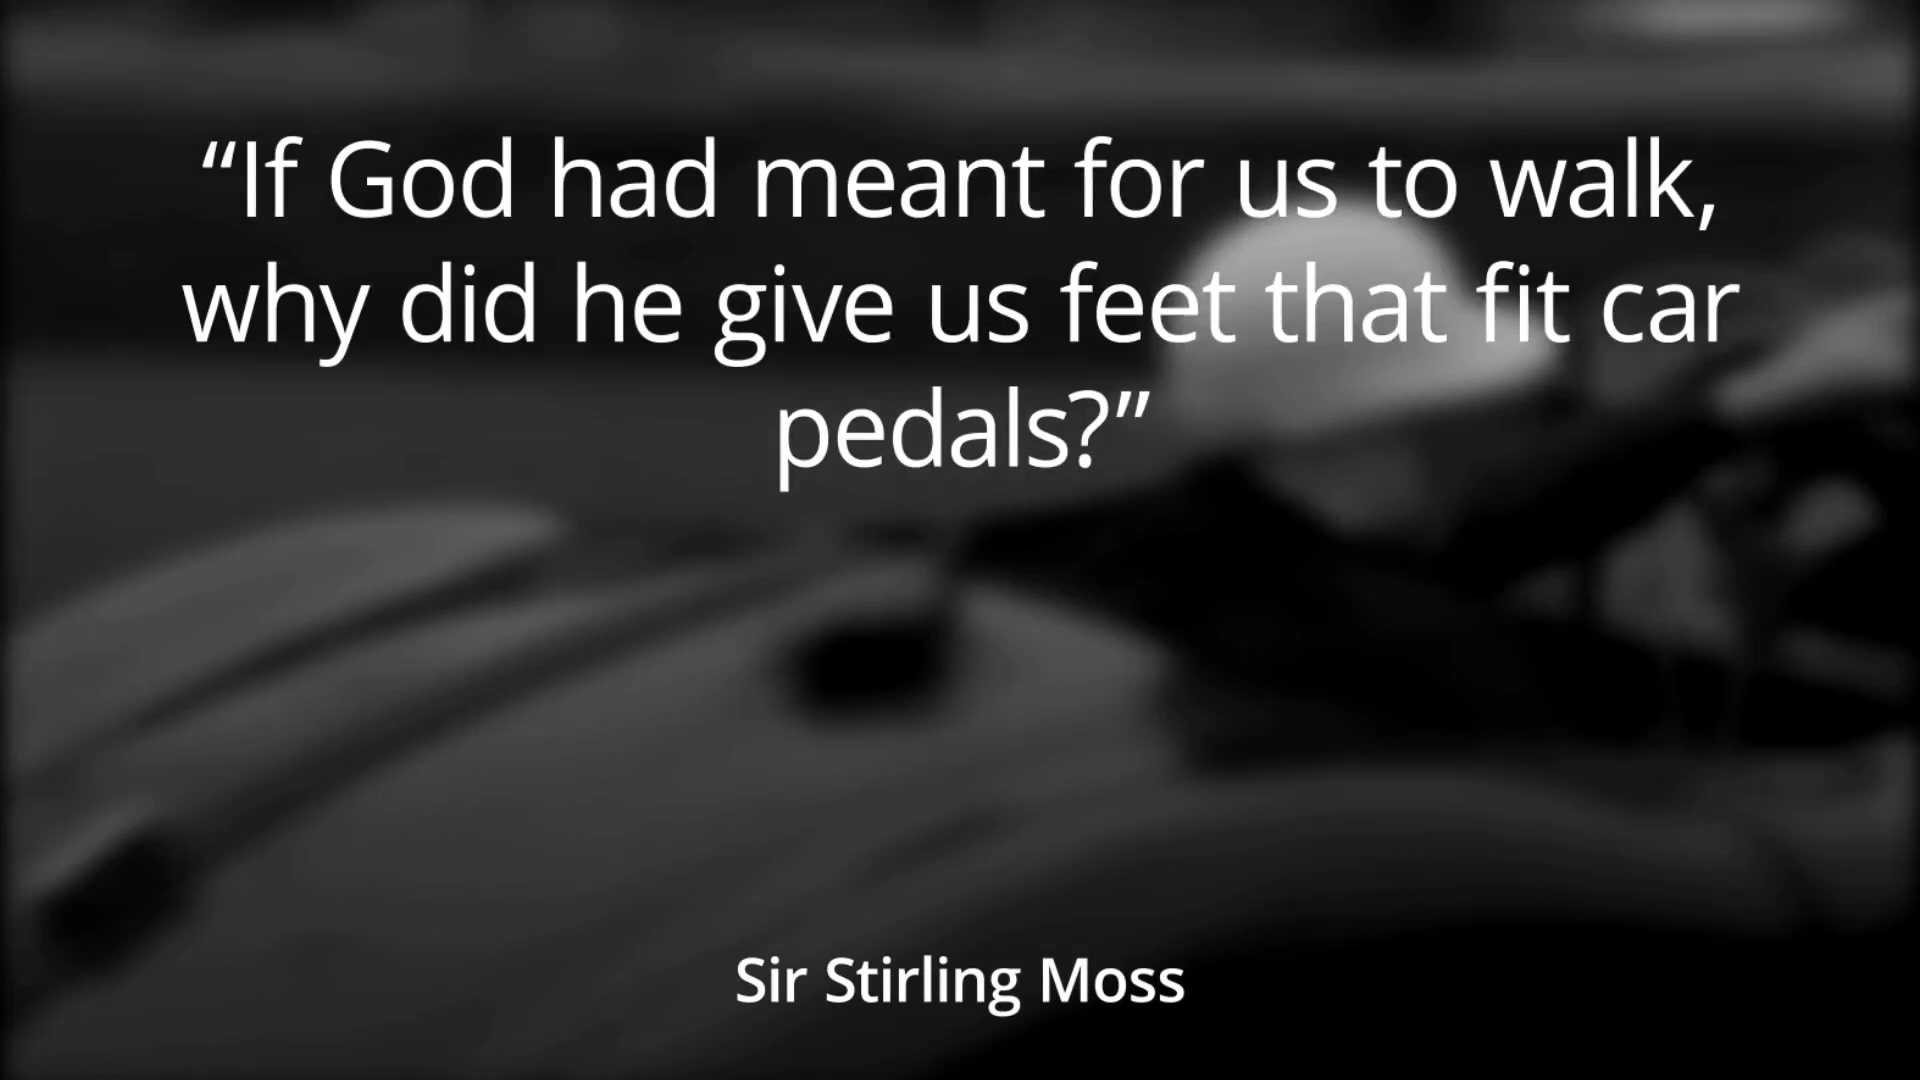 “If God had meant for us to walk,
why did he give us feet that fit car
pedals?”
Sir Stirling Moss